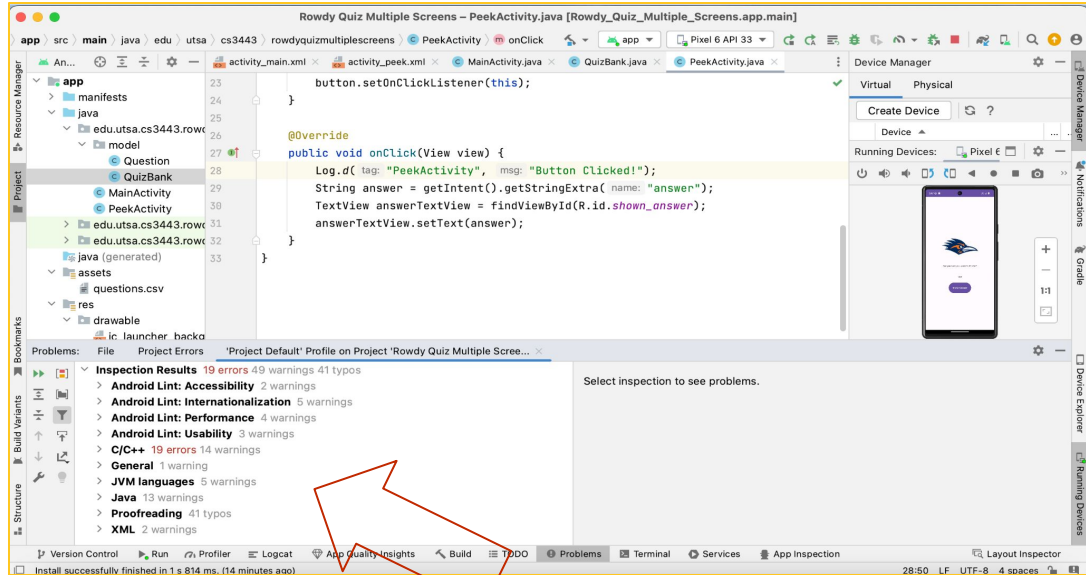 Rowdy Quiz Multiple Screens – PeekActivity.java [Rowdy_Quiz_Multiple_Screens.app.main]
app 〉 src 〉 main 〉 java 〉 edu 〉 utsa 〉 cs3443 〉 rowdyquizmultiplescreens 〉 PeekActivity 〉 onClick app Pixel 6 API 33
An... activity_main.xml activity_peek.xml MainActivity.java QuizBank.java PeekActivity.java Device Manager
app
manifests
java
edu.utsa.cs3443.rowd
model
Question
QuizBank
MainActivity
PeekActivity
edu.utsa.cs3443.rowd
edu.utsa.cs3443.rowd
java (generated)
assets
questions.csv
res
drawable
ic_launcher_backg
23 button.setOnClickListener(this);
24 }
25
26 @Override
27 public void onClick(View view) {
28 Log.d( tag: "PeekActivity", msg: "Button Clicked!");
29 String answer = getIntent().getStringExtra( name: "answer");
30 TextView answerTextView = findViewById(R.id.shown_answer);
31 answerTextView.setText(answer);
32 }
33 }
Virtual Physical
Create Device ?
Device ...
Running Devices: Pixel 6
1:1
Resource Manager
Project
Bookmarks
Build Variants
Structure
Device Manager
Notifications
Gradle
Device Explorer
Running Devices
Problems: File Project Errors 'Project Default' Profile on Project 'Rowdy Quiz Multiple Scree...
Inspection Results 19 errors 49 warnings 41 typos
Android Lint: Accessibility 2 warnings
Android Lint: Internationalization 5 warnings
Android Lint: Performance 4 warnings
Android Lint: Usability 3 warnings
C/C++ 19 errors 14 warnings
General 1 warning
JVM languages 5 warnings
Java 13 warnings
Proofreading 41 typos
XML 2 warnings
Select inspection to see problems.
Version Control Run Profiler Logcat App Quality Insights Build TODO Problems Terminal Services App Inspection Layout Inspector
Install successfully finished in 1 s 814 ms. (14 minutes ago) 28:50 LF UTF-8 4 spaces